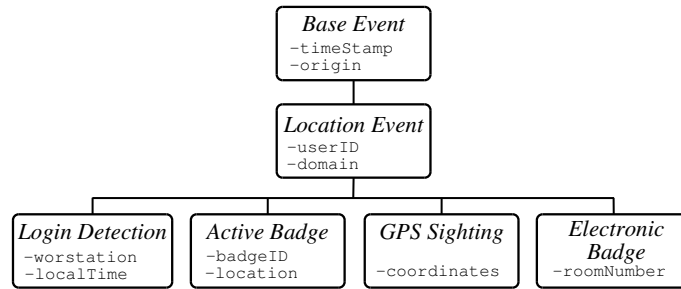 Base Event
-timeStamp
-origin
Location Event
-userID
-domain
Login Detection
-worstation
-localTime
Active Badge
-badgeID
-location
GPS Sighting
-coordinates
Electronic
Badge
-roomNumber